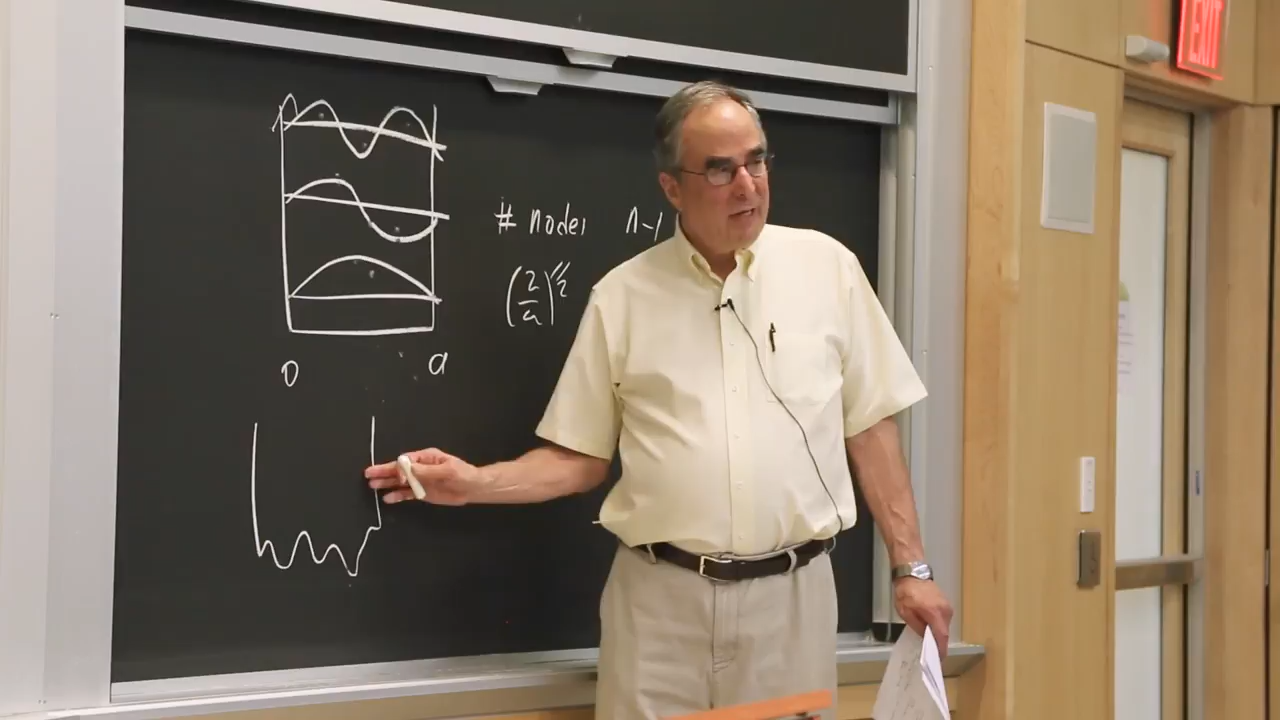 EXIT
# nodes n-1
(2/a)^1/2
0 a